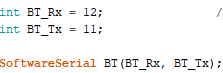 int BT_Rx = 12; /
int BT_Tx = 11;
SoftwareSerial BT(BT_Rx, BT_Tx);